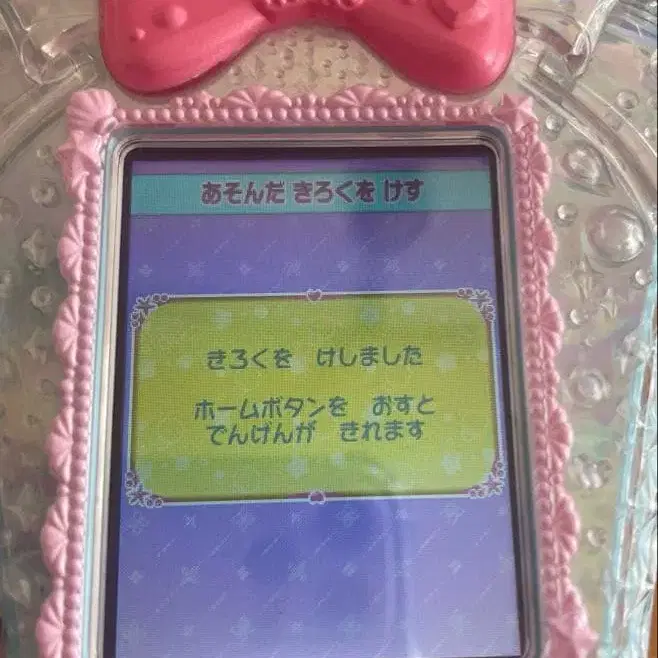 あそんだ きろくを けす
きろくを けしました
ホームボタンを おすと
でんげんが きれます